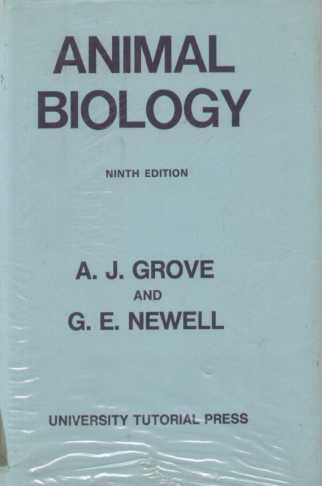 ANIMAL
BIOLOGY
NINTH EDITION
A. J. GROVE
AND
G. E. NEWELL
UNIVERSITY TUTORIAL PRESS